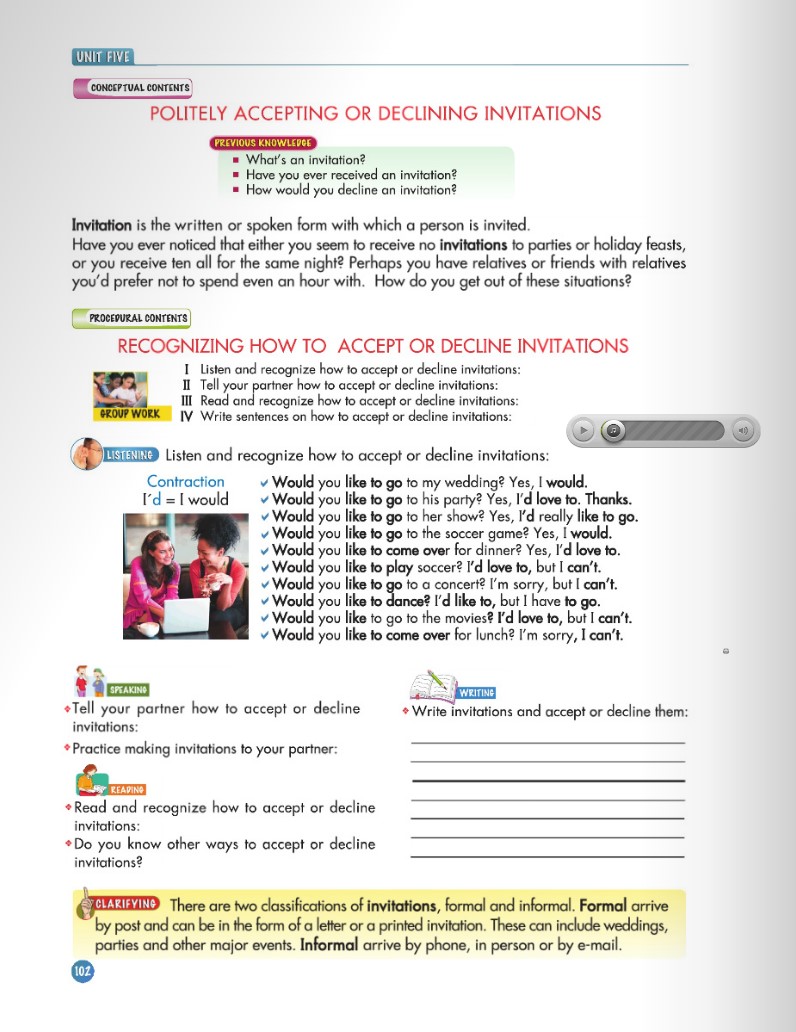 UNIT FIVE
CONCEPTUAL CONTENTS
POLITELY ACCEPTING OR DECLINING INVITATIONS
PREVIOUS KNOWLEDGE
What's an invitation?
Have you ever received an invitation?
How would you decline an invitation?
Invitation is the written or spoken form with which a person is invited.
Have you ever noticed that either you seem to receive no invitations to parties or holiday feasts,
or you receive ten all for the same night? Perhaps you have relatives or friends with relatives
you'd prefer not to spend even an hour with. How do you get out of these situations?
PROCEDURAL CONTENTS
RECOGNIZING HOW TO ACCEPT OR DECLINE INVITATIONS
I Listen and recognize how to accept or decline invitations:
II Tell your partner how to accept or decline invitations:
III Read and recognize how to accept or decline invitations:
IV Write sentences on how to accept or decline invitations:
GROUP WORK
LISTENING Listen and recognize how to accept or decline invitations:
Contraction
I´d = I would
Would you like to go to my wedding? Yes, I would.
Would you like to go to his party? Yes, I'd love to. Thanks.
Would you like to go to her show? Yes, I'd really like to go.
Would you like to go to the soccer game? Yes, I would.
Would you like to come over for dinner? Yes, I'd love to.
Would you like to play soccer? I'd love to, but I can't.
Would you like to go to a concert? I'm sorry, but I can't.
Would you like to dance? I'd like to, but I have to go.
Would you like to go to the movies? I'd love to, but I can't.
Would you like to come over for lunch? I'm sorry, I can't.
SPEAKING
Tell your partner how to accept or decline
invitations:
Practice making invitations to your partner:
READING
Read and recognize how to accept or decline
invitations:
Do you know other ways to accept or decline
invitations?
WRITING
Write invitations and accept or decline them:
CLARIFYING There are two classifications of invitations, formal and informal. Formal arrive
by post and can be in the form of a letter or a printed invitation. These can include weddings,
parties and other major events. Informal arrive by phone, in person or by e-mail.
102